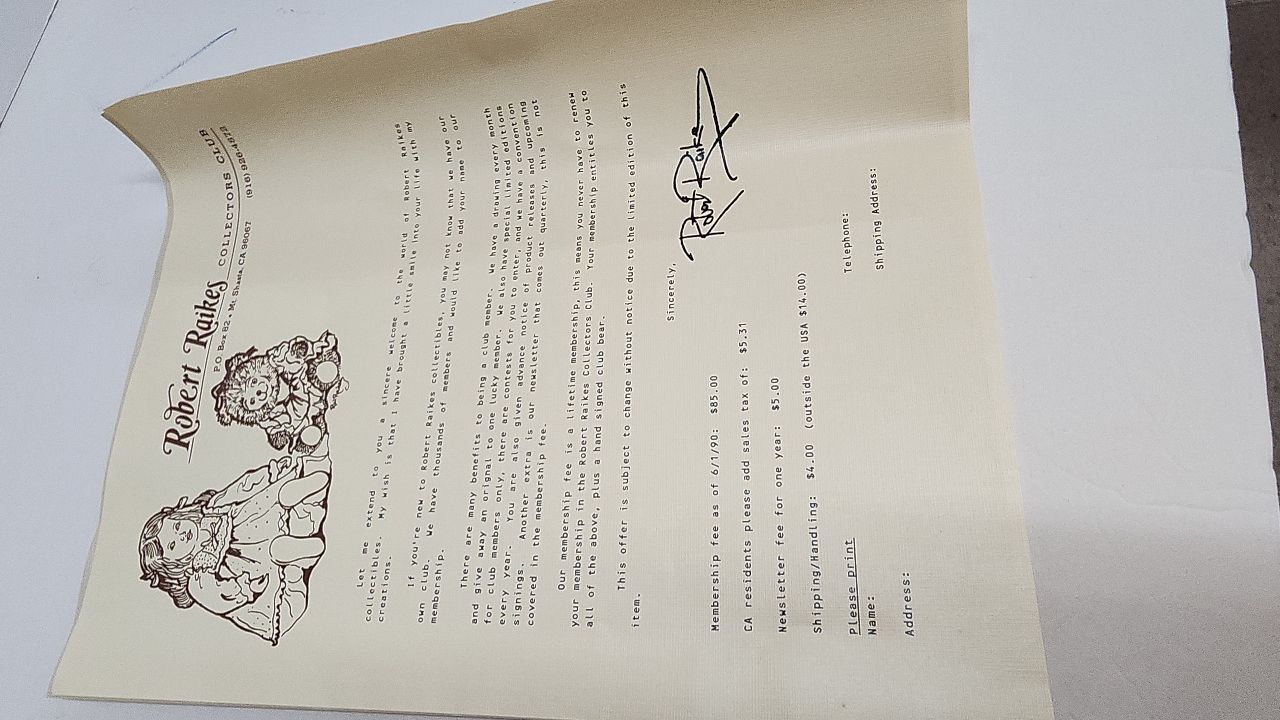 Robert Raikes
COLLECTORS CLUB
P.O. Box 82 • Mt. Shasta, CA 96067
(916) 926-4872
Let me extend to you a sincere welcome to the world of Robert Raikes
collectibles. My wish is that I have brought a little smile into your life with my
creations.
If you're new to Robert Raikes collectibles, you may not know that we have our
own club. We have thousands of members and would like to add your name to our
membership.
There are many benefits to being a club member. We have a drawing every month
and give away an orignal to one lucky member. We also have special limited editions
for club members only, there are contests for you to enter, and we have a convention
every year. You are also given advance notice of product releases and upcoming
signings. Another extra is our newsletter that comes out quarterly, this is not
covered in the membership fee.
Our membership fee is a lifetime membership, this means you never have to renew
your membership in the Robert Raikes Collectors Club. Your membership entitles you to
all of the above, plus a hand signed club bear.
This offer is subject to change without notice due to the limited edition of this
item.
Sincerely,
Robert Raikes
Membership fee as of 6/1/90: $85.00
CA residents please add sales tax of: $5.31
Newsletter fee for one year: $5.00
Shipping/Handling: $4.00 (outside the USA $14.00)
Please print
Name:
Telephone:
Address:
Shipping Address: